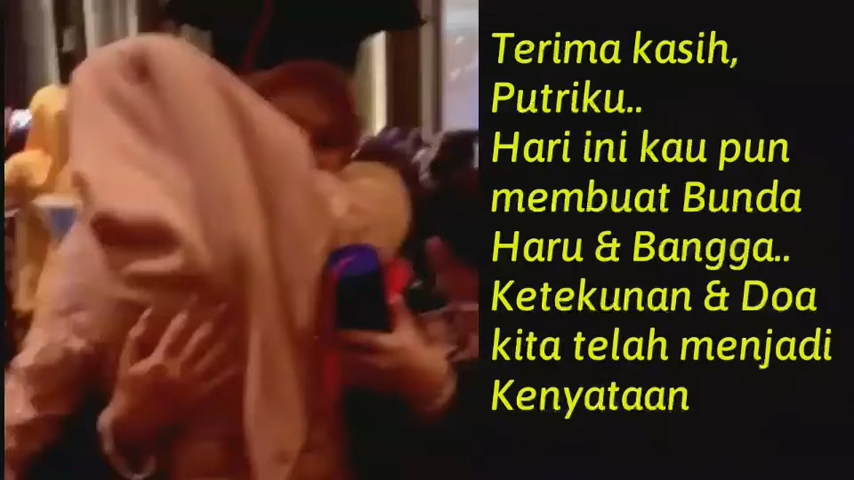 Terima kasih,
Putriku..
Hari ini kau pun
membuat Bunda
Haru & Bangga..
Ketekunan & Doa
kita telah menjadi
Kenyataan